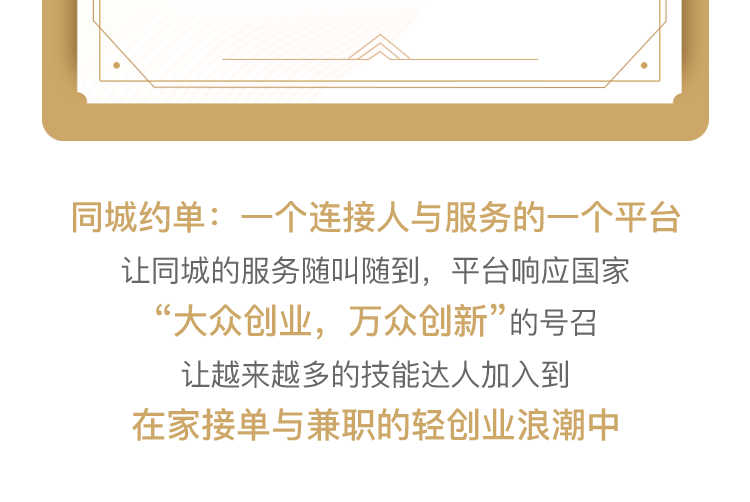 同城约单：一个连接人与服务的一个平台
让同城的服务随叫随到，平台响应国家
“大众创业，万众创新”的号召
让越来越多的技能达人加入到
在家接单与兼职的轻创业浪潮中